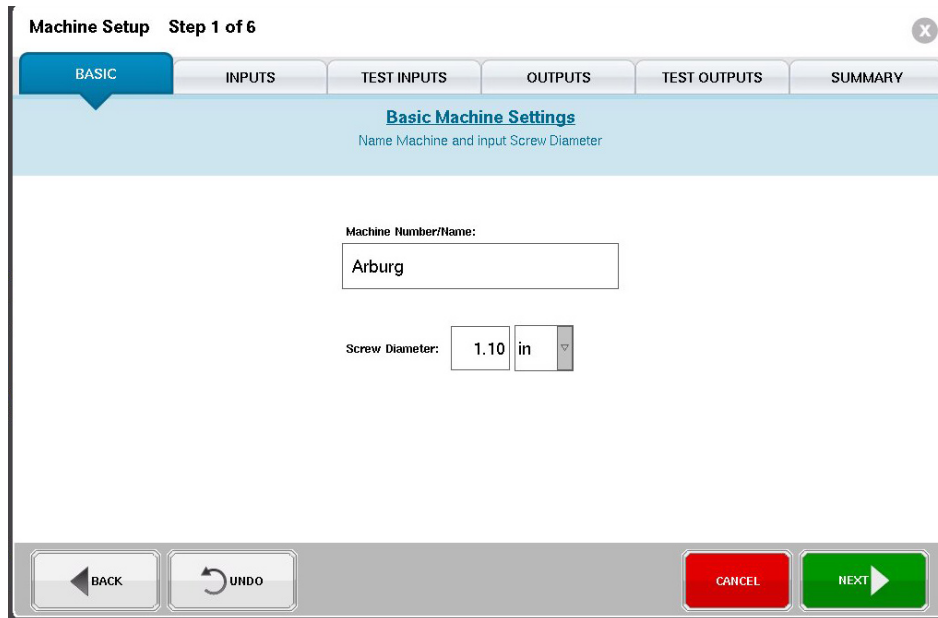 Machine Setup Step 1 of 6
X
BASIC INPUTS TEST INPUTS OUTPUTS TEST OUTPUTS SUMMARY
Basic Machine Settings
Name Machine and input Screw Diameter
Machine Number/Name:
Arburg
Screw Diameter: 1.10 in
BACK UNDO CANCEL NEXT